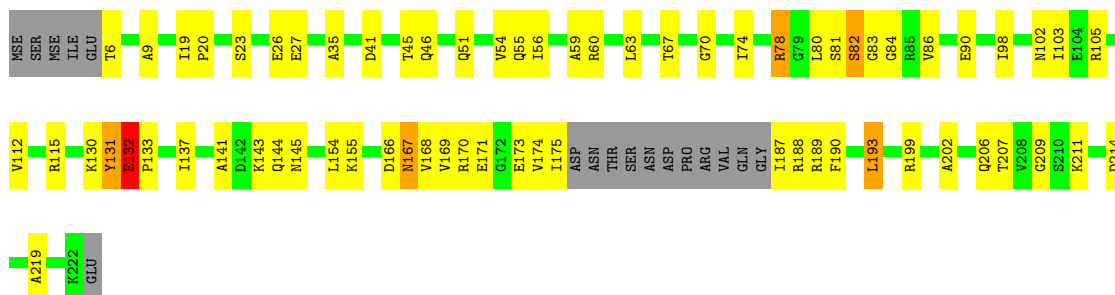 MSE SER MSE ILE GLU T6 A9 I19 P20 S23 E26 E27 A35 D41 T45 Q46 Q51 V54 Q55 I56 A59 R60 L63 T67 G70 I74 R78 G79 L80 S81 S82 G83 G84 R85 V86 E90 I98 N102 I103 E104 R105
V112 R115 K130 Y131 E132 P133 I137 A141 D142 K143 Q144 N145 L154 K155 D166 N167 V168 V169 R170 E171 G172 E173 V174 I175 ASP ASN THR SER ASN ASP PRO ARG VAL GLN GLY I187 R188 R189 F190 L193 R199 A202 Q206 T207 V208 G209 S210 K211
A219 K222 GLU